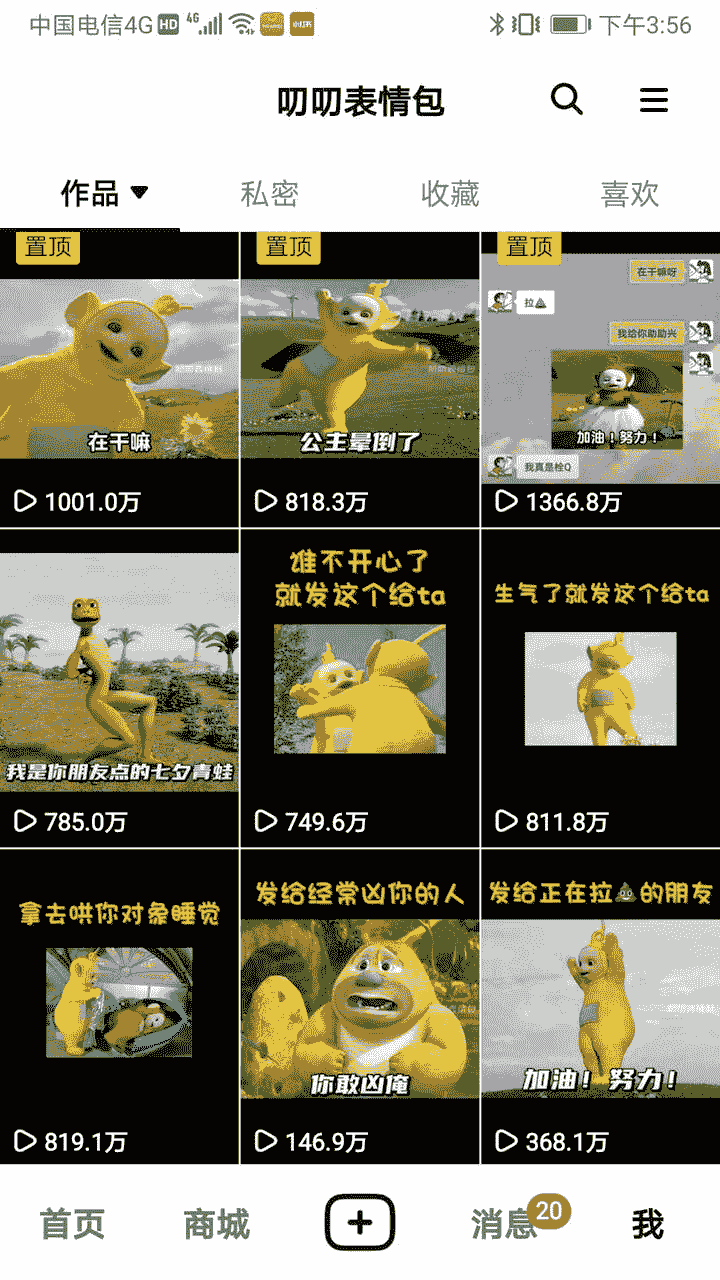 中国电信4G HD 4G 下午3:56
叨叨表情包
作品 私密 收藏 喜欢
置顶
在干嘛
1001.0万
置顶
公主晕倒了
818.3万
置顶
在干嘛呀
拉💩
我给你助助兴
加油！努力！
我真是栓Q
1366.8万
我是你朋友点的七夕青蛙
785.0万
谁不开心了
就发这个给ta
749.6万
生气了就发这个给ta
811.8万
拿去哄你对象睡觉
819.1万
发给经常凶你的人
你敢凶俺
146.9万
发给正在拉💩的朋友
加油！努力！
368.1万
首页 商城 消息 20 我